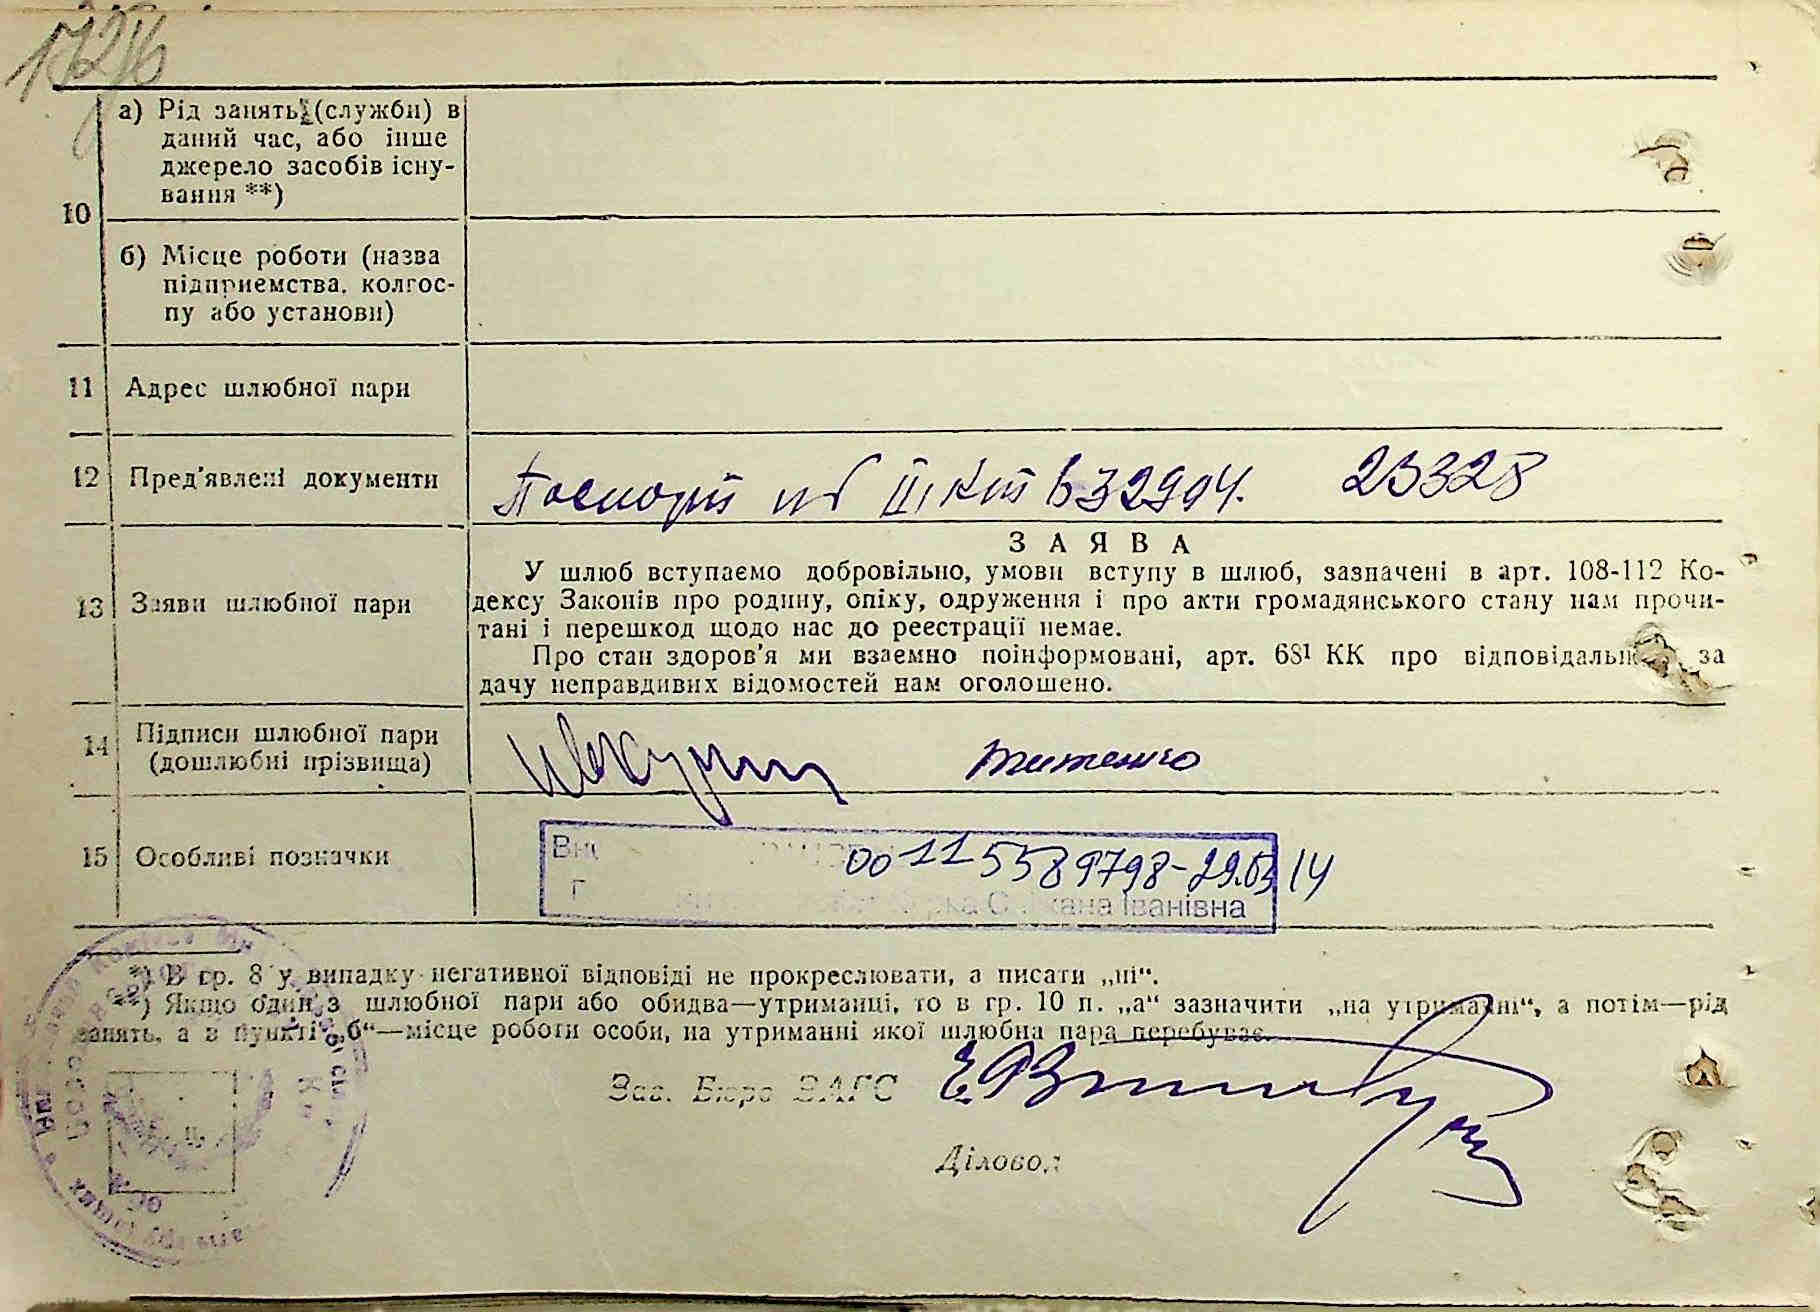 10
а) Рід занять (служби) в
даний час, або інше
джерело засобів існу-
вання **)
б) Місце роботи (назва
підприємства, колгос-
пу або установи)
11 Адрес шлюбної пари
12 Пред'явлені документи
Паспорт 632994. 23328
13 Заяви шлюбної пари
ЗАЯВА
У шлюб вступаємо добровільно, умови вступу в шлюб, зазначені в арт. 108-112 Ко-
дексу Законів про родину, опіку, одруження і про акти громадянського стану нам прочи-
тані і перешкод щодо нас до реєстрації немає.
Про стан здоров'я ми взаємно поінформовані, арт. 68¹ КК про за
дачу неправдивих відомостей нам оголошено.
14 Підписи шлюбної пари
(дошлюбні прізвища)
Титенко
15 Особливі позначки
00115589798-29.05 14
Іванівна
*) В гр. 8 у випадку негативної відповіді не прокреслювати, а писати „ні“.
**) Якщо один з шлюбної пари або обидва—утриманці, то в гр. 10 п. „а“ зазначити „на утриманні“, а потім—рід
занять, а в пункті „б“—місце роботи особи, на утриманні якої шлюбна пара перебуває.
Зав. Бюро ЗАГС
Діловод